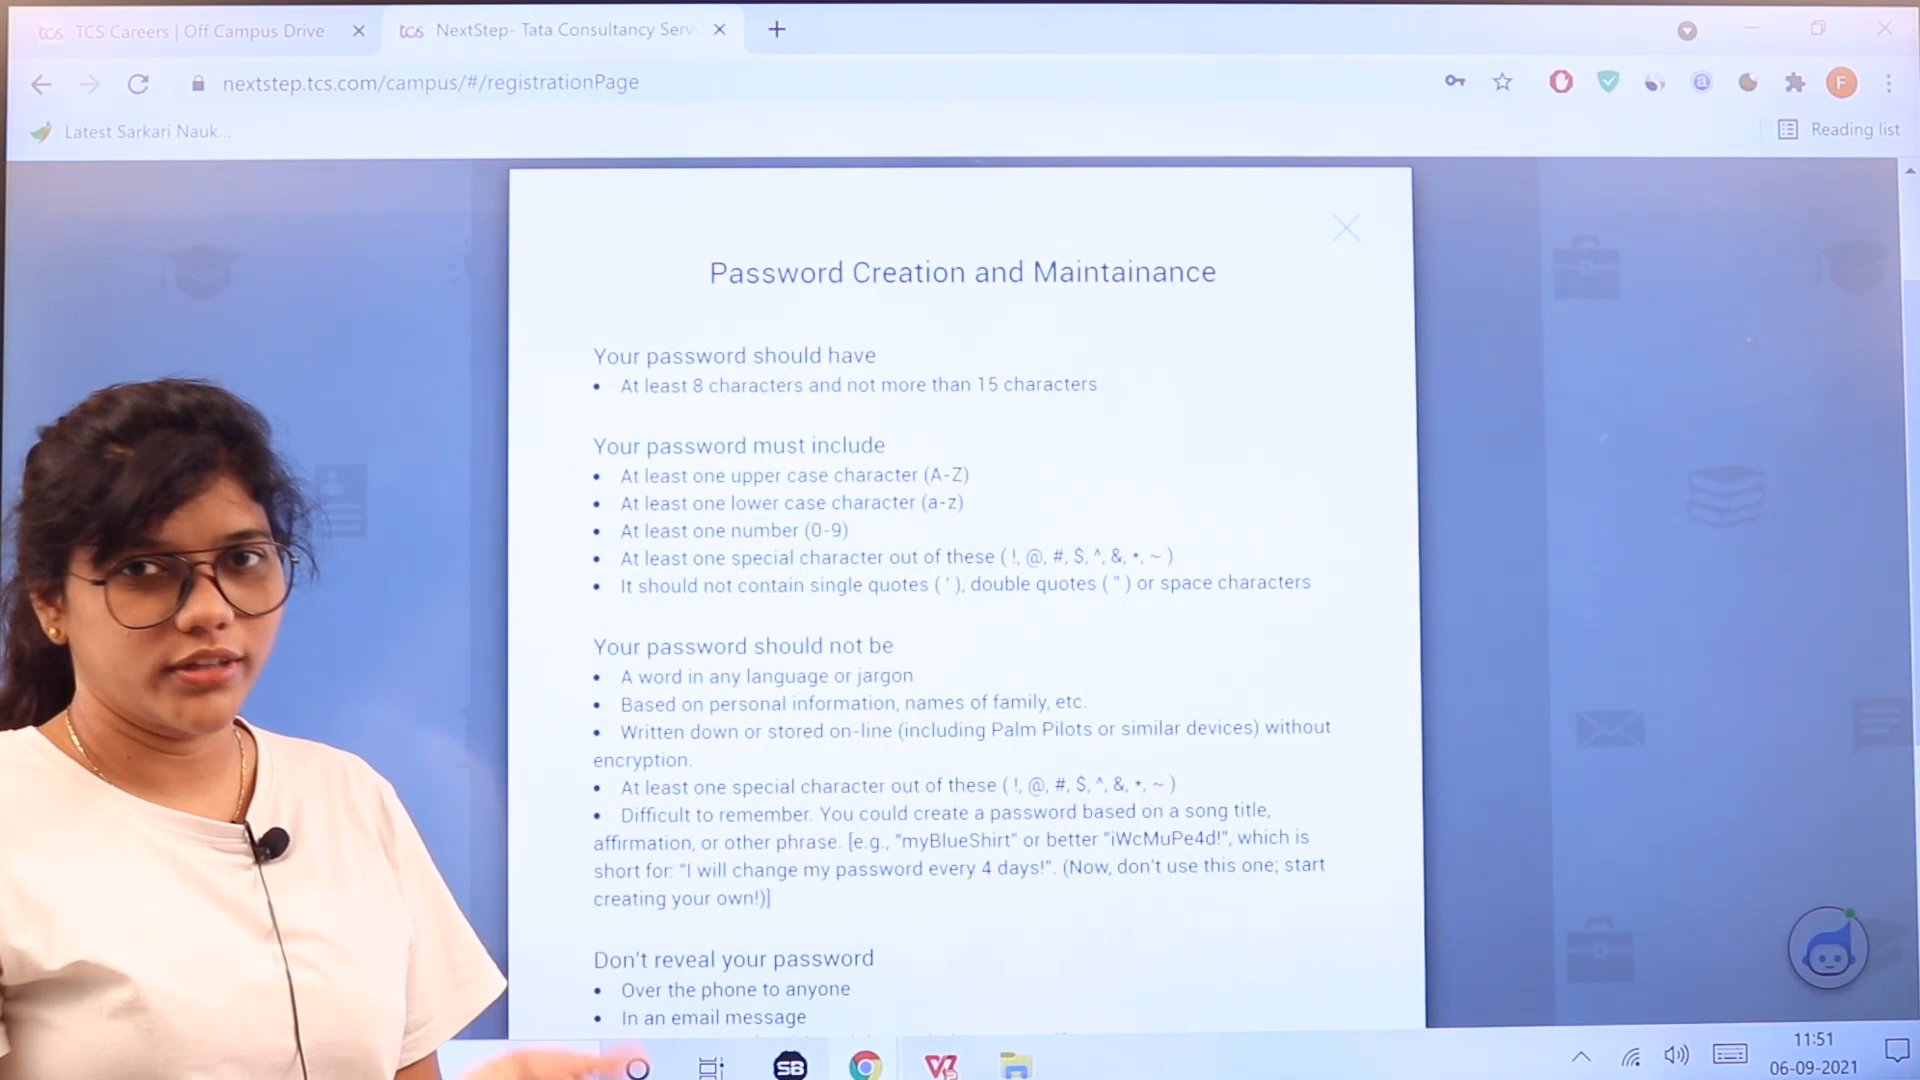 tcs TCS Careers | Off Campus Drive
tcs NextStep- Tata Consultancy Serv
nextstep.tcs.com/campus/#/registrationPage
F
Latest Sarkari Nauk...
Reading list
Password Creation and Maintainance
Your password should have
• At least 8 characters and not more than 15 characters
Your password must include
• At least one upper case character (A-Z)
• At least one lower case character (a-z)
• At least one number (0-9)
• At least one special character out of these ( !, @, #, $, ^, &, *, ~ )
• It should not contain single quotes ( ' ), double quotes ( " ) or space characters
Your password should not be
• A word in any language or jargon
• Based on personal information, names of family, etc.
• Written down or stored on-line (including Palm Pilots or similar devices) without
encryption.
• At least one special character out of these ( !, @, #, $, ^, &, *, ~ )
• Difficult to remember. You could create a password based on a song title,
affirmation, or other phrase. [e.g., "myBlueShirt" or better "iWcMuPe4d!", which is
short for: "I will change my password every 4 days!". (Now, don't use this one; start
creating your own!)]
Don't reveal your password
• Over the phone to anyone
• In an email message
SB
11:51
06-09-2021